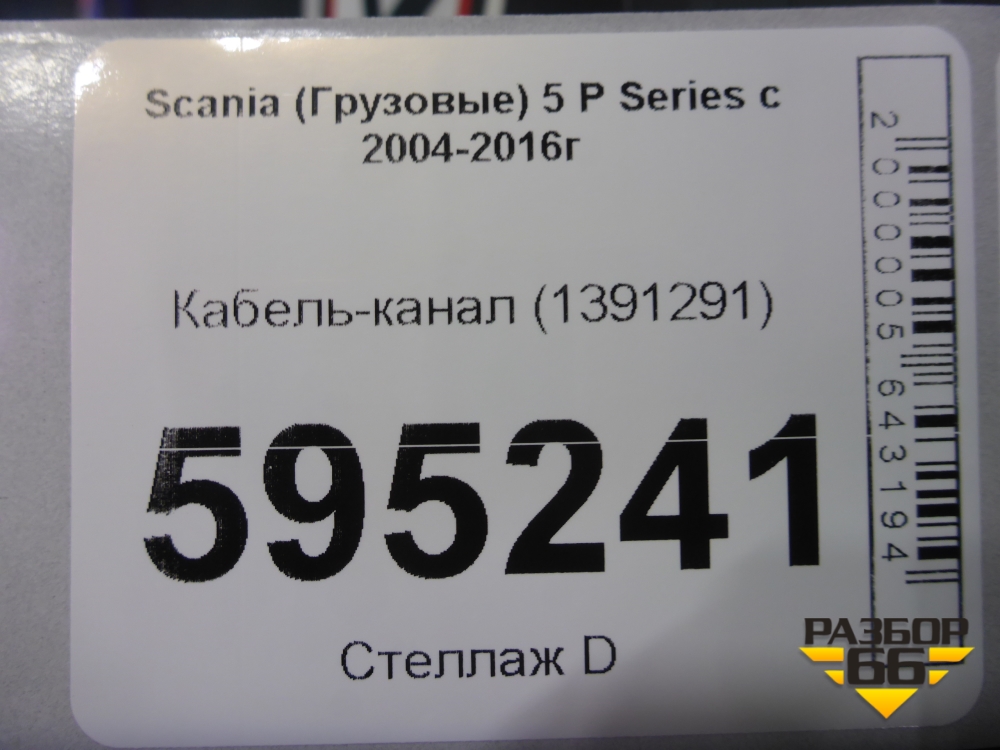 Scania (Грузовые) 5 P Series с
2004-2016г
Кабель-канал (1391291)
595241
Стеллаж D
2000005643194
РАЗБОР
66